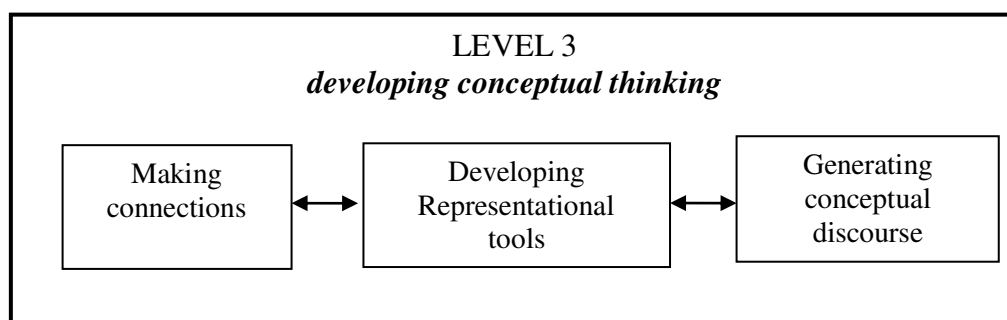 LEVEL 3
developing conceptual thinking
Making
connections
Developing
Representational
tools
Generating
conceptual
discourse